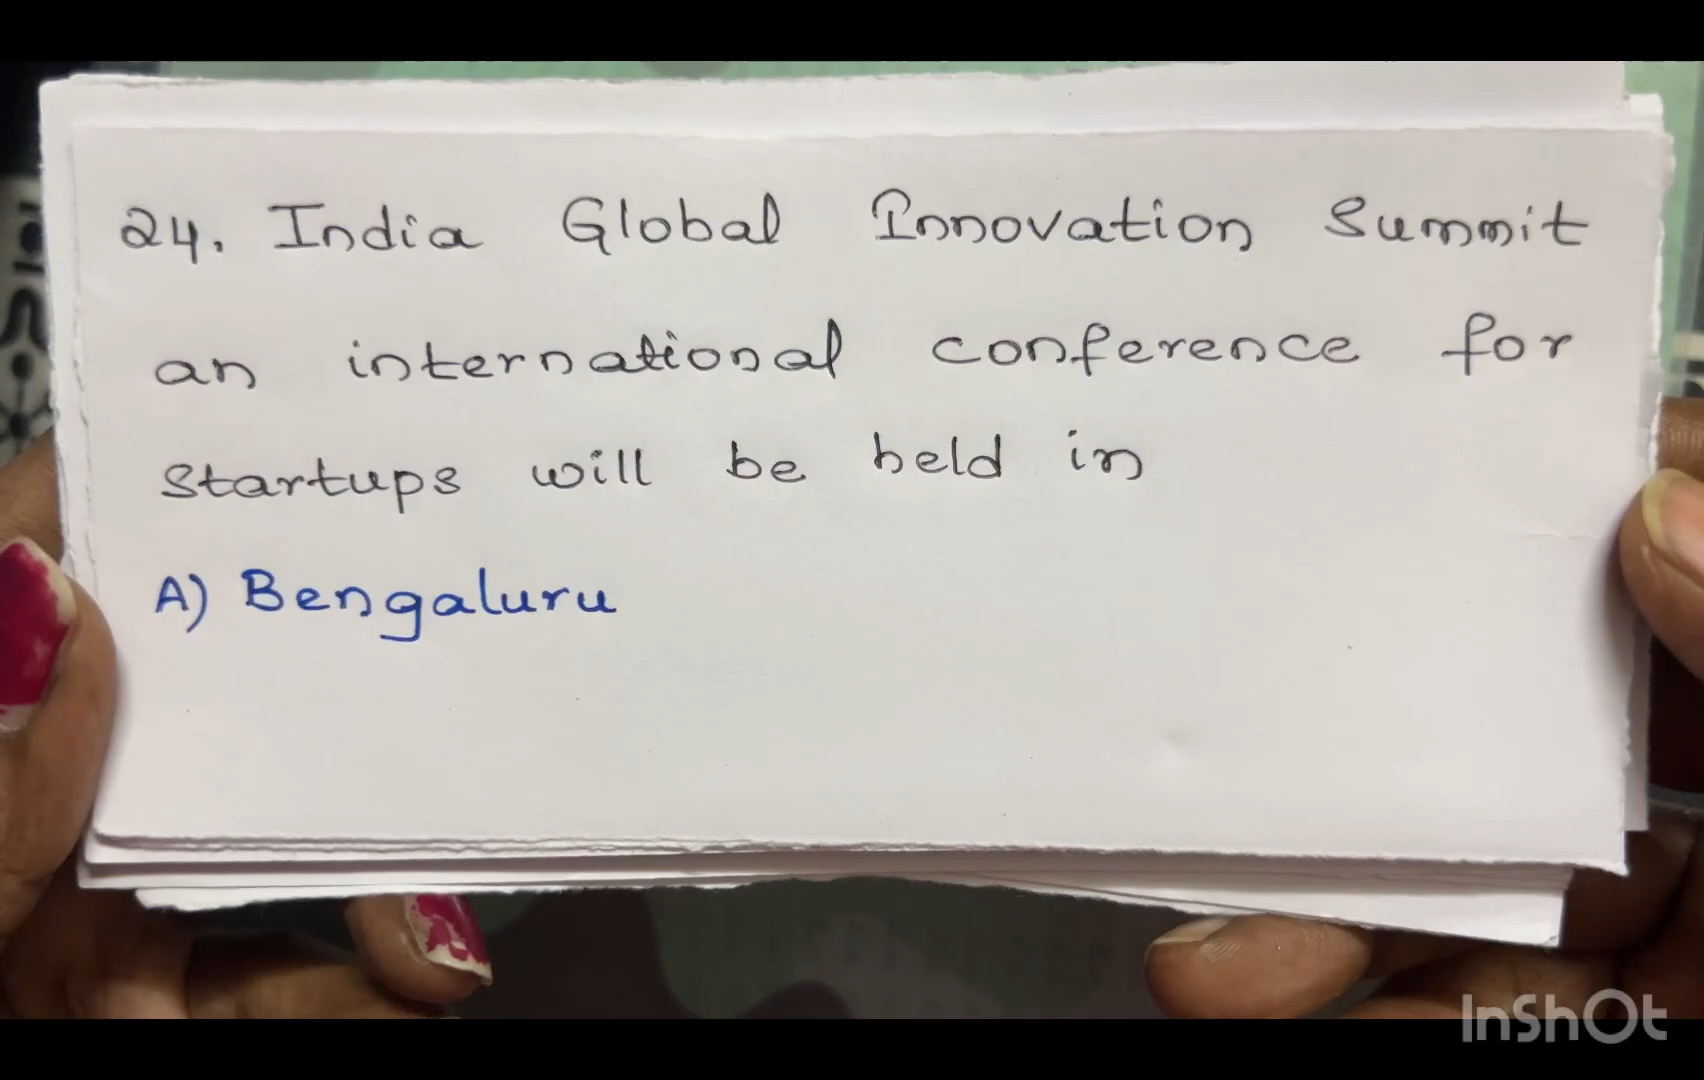 24. India Global Innovation Summit
an international conference for
startups will be held in
A) Bengaluru
InShOt